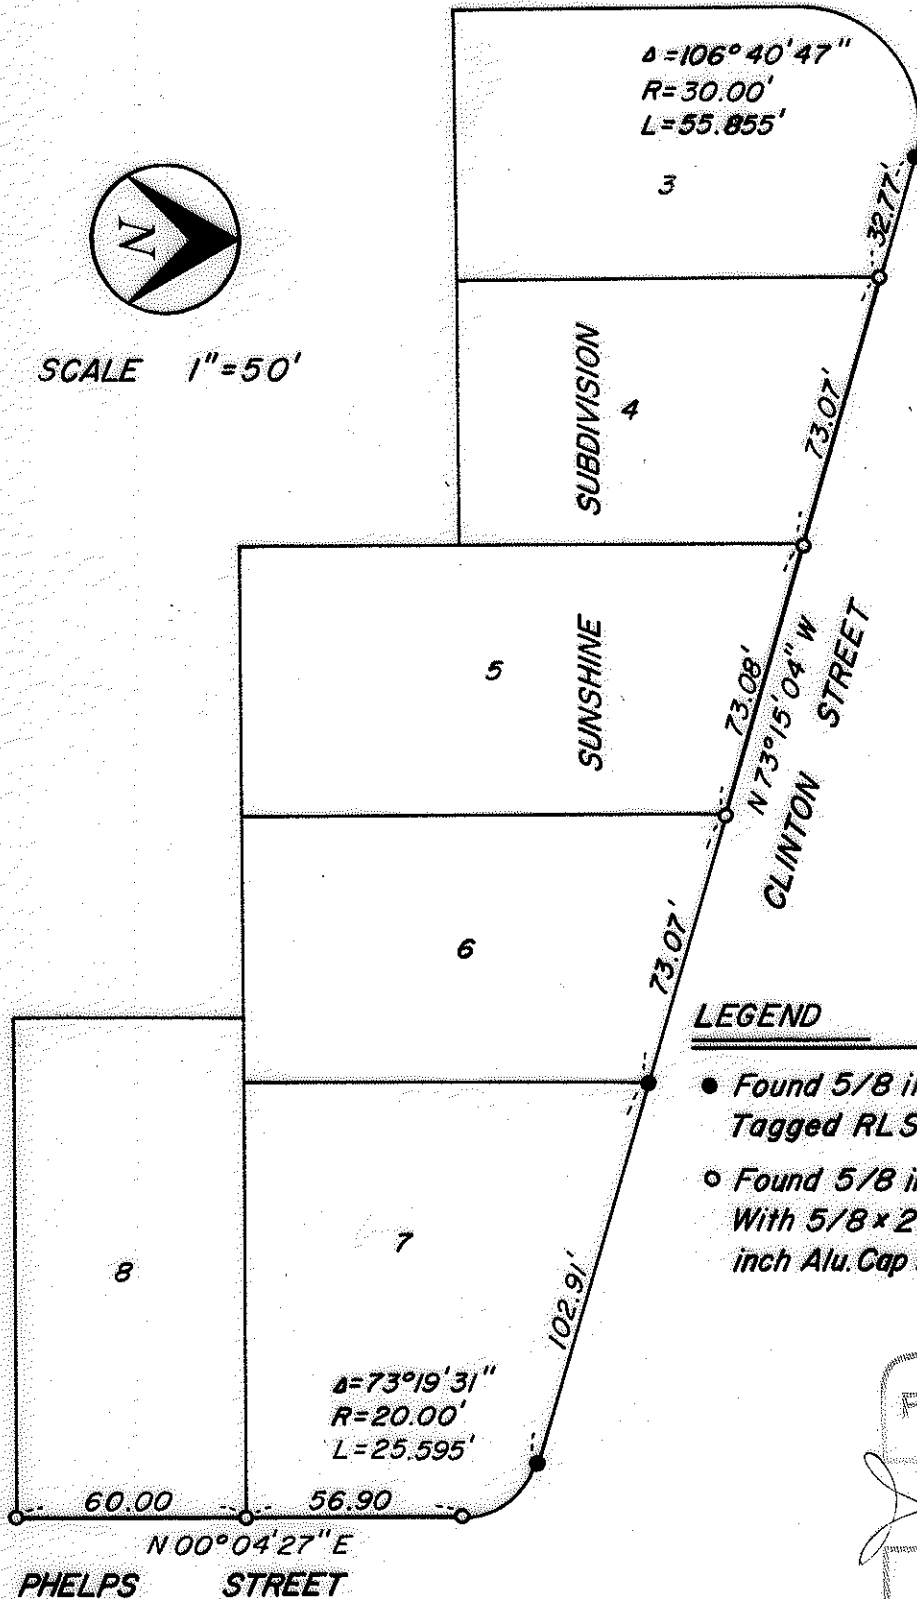 Δ=106°40'47"
R=30.00'
L=55.855'
3
32.77'
N
SCALE 1"=50'
SUBDIVISION
4
73.07'
5
SUNSHINE
73.08'
N 73°15'04" W
CLINTON STREET
6
73.07'
LEGEND
Found 5/8
Tagged RLS
Found 5/8
With 5/8 x 2
inch Alu. Cap
7
8
102.91'
Δ=73°19'31"
R=20.00'
L=25.595'
60.00 56.90
N 00°04'27" E
PHELPS STREET